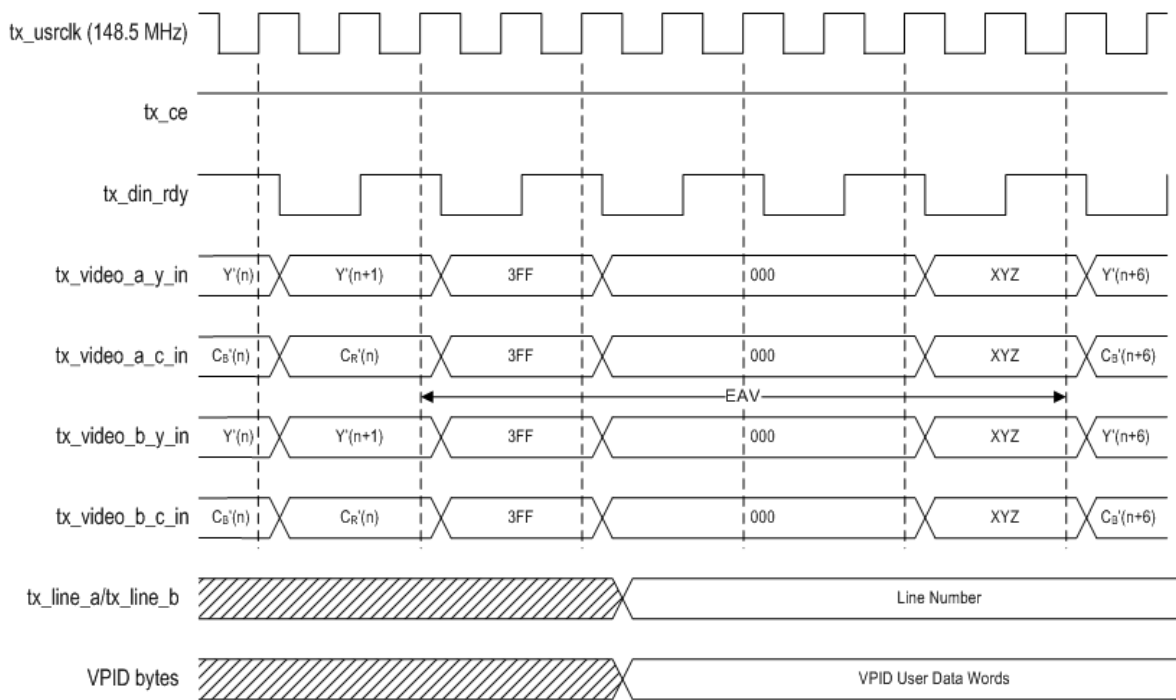 tx_usrclk (148.5 MHz)
tx_ce
tx_din_rdy
tx_video_a_y_in Y'(n) Y'(n+1) 3FF 000 XYZ Y'(n+6)
tx_video_a_c_in CB'(n) CR'(n) 3FF 000 XYZ CB'(n+6)
EAV
tx_video_b_y_in Y'(n) Y'(n+1) 3FF 000 XYZ Y'(n+6)
tx_video_b_c_in CB'(n) CR'(n) 3FF 000 XYZ CB'(n+6)
tx_line_a/tx_line_b Line Number
VPID bytes VPID User Data Words